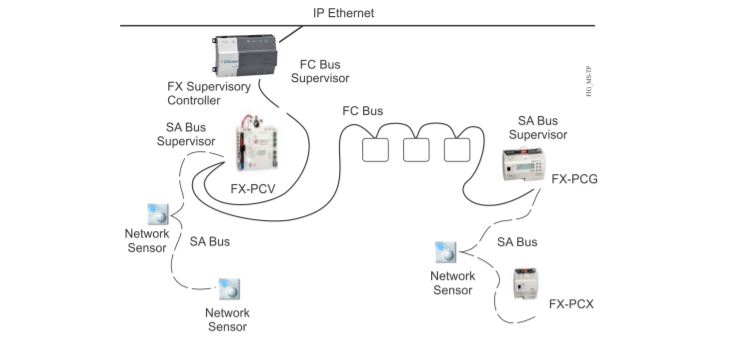 IP Ethernet
FC Bus
Supervisor
FX Supervisory
Controller
FIG_MS-TP
FC Bus
SA Bus
Supervisor
SA Bus
Supervisor
FX-PCV
FX-PCG
Network
Sensor
SA Bus
SA Bus
Network
Sensor
FX-PCX
Network
Sensor